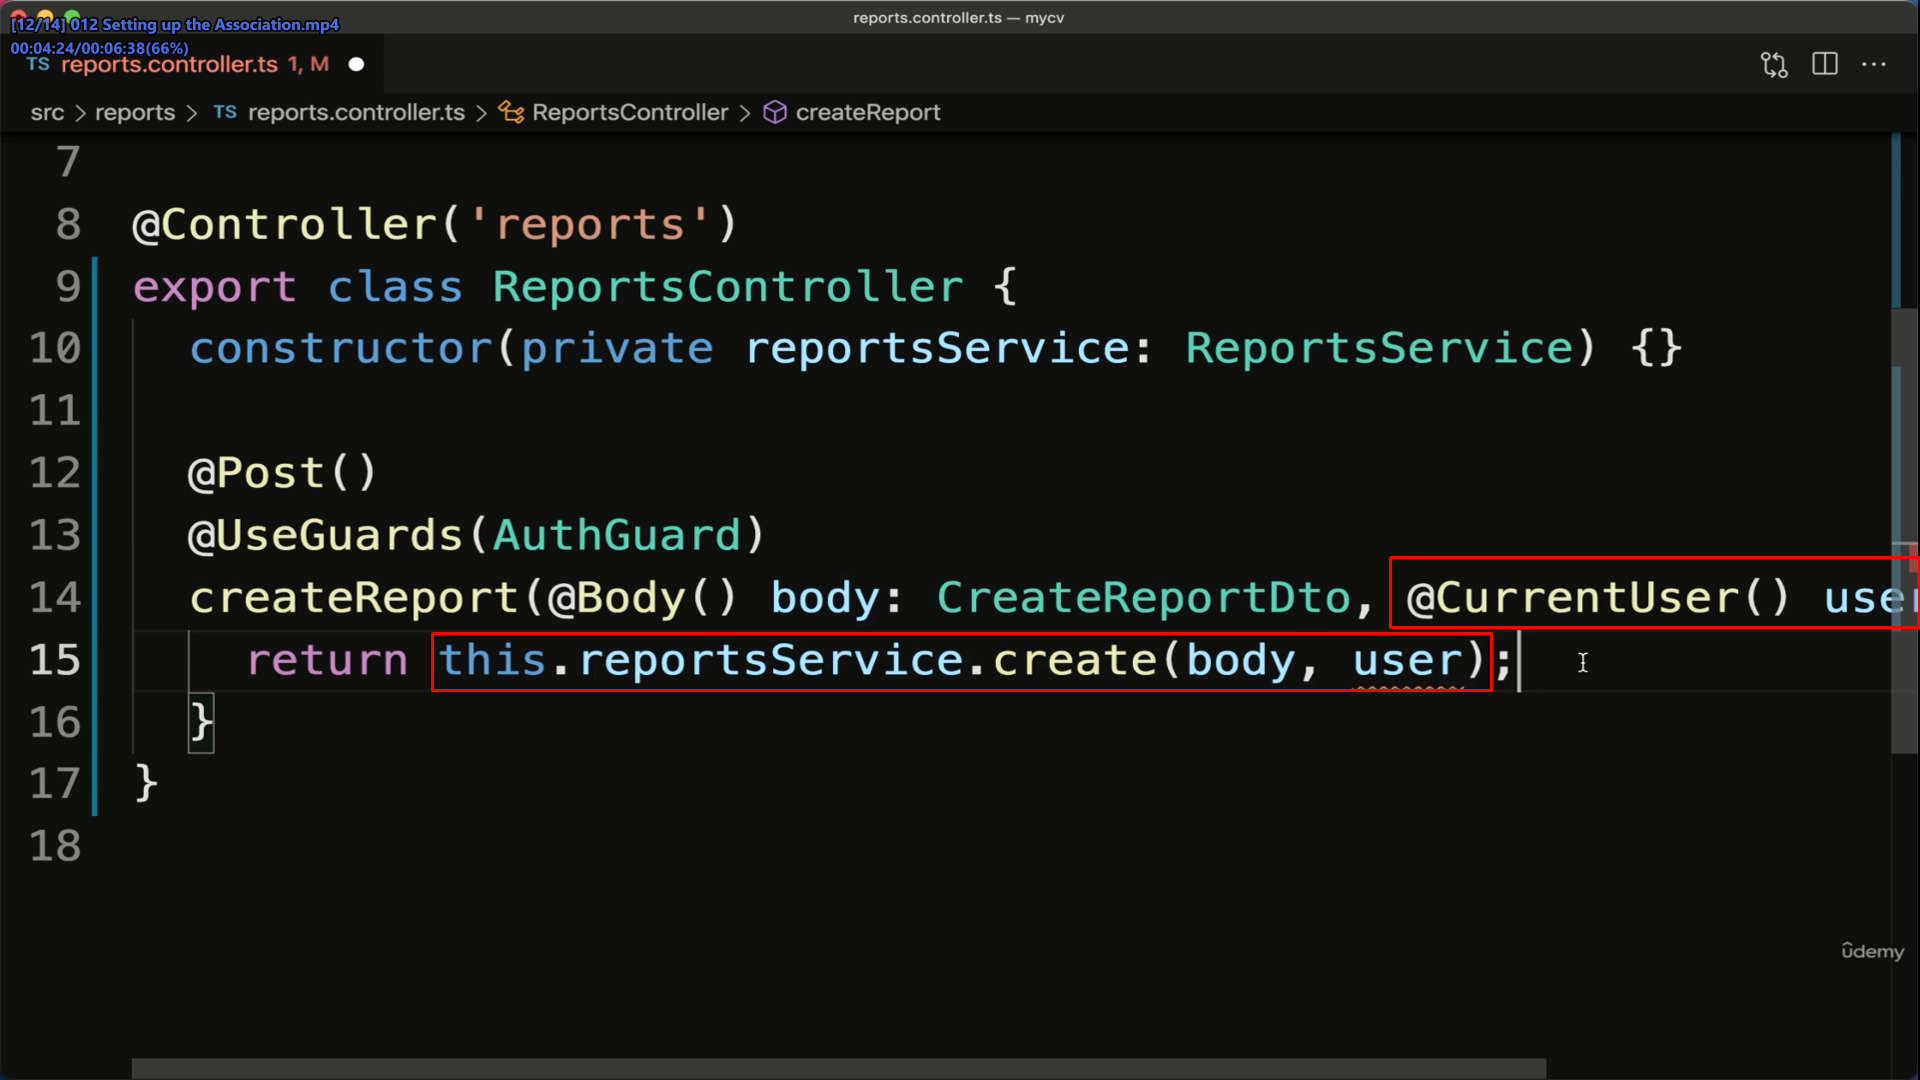 reports.controller.ts — mycv
[12/14] 012 Setting up the Association.mp4
00:04:24/00:06:38(66%)
TS reports.controller.ts 1, M
src > reports > TS reports.controller.ts > ReportsController > createReport
7
8 @Controller('reports')
9 export class ReportsController {
10 constructor(private reportsService: ReportsService) {}
11
12 @Post()
13 @UseGuards(AuthGuard)
14 createReport(@Body() body: CreateReportDto, @CurrentUser() user
15 return this.reportsService.create(body, user);
16 }
17 }
18
ûdemy